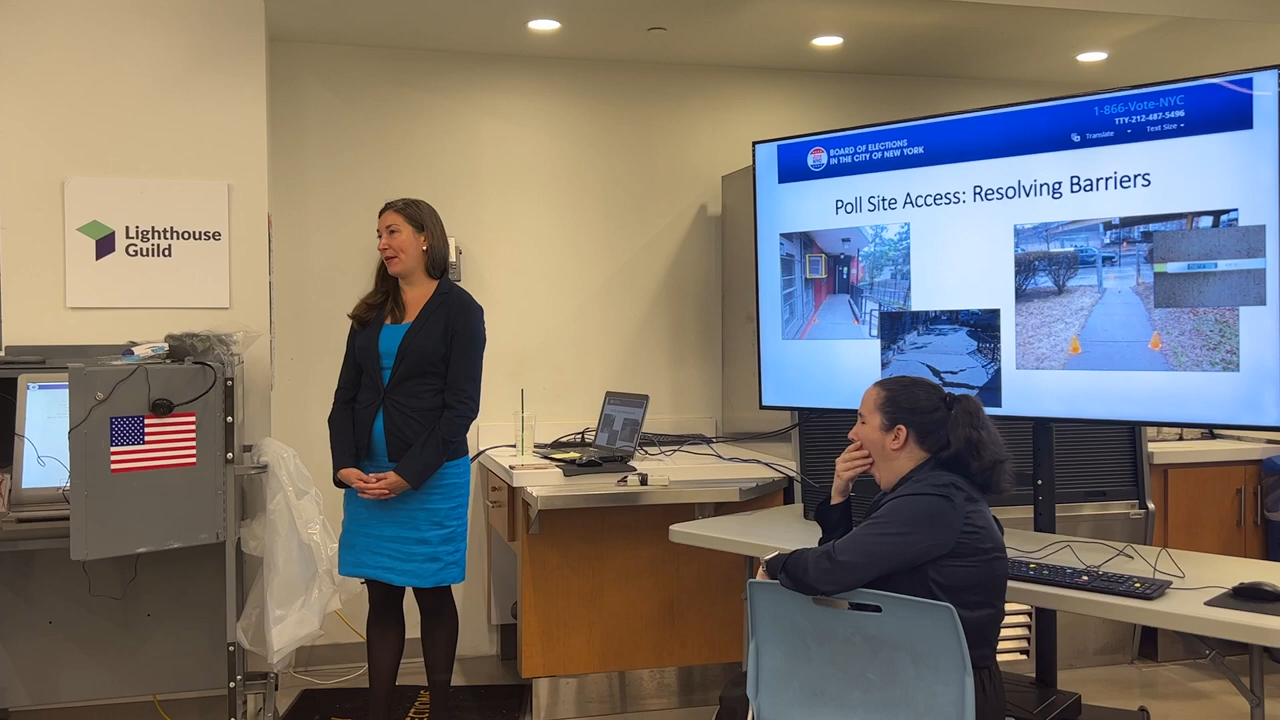 Lighthouse
Guild
1-866-Vote-NYC
TTY-212-487-5496
Translate
Text Size
BOARD OF ELECTIONS
IN THE CITY OF NEW YORK
Poll Site Access: Resolving Barriers
ELECTIONS